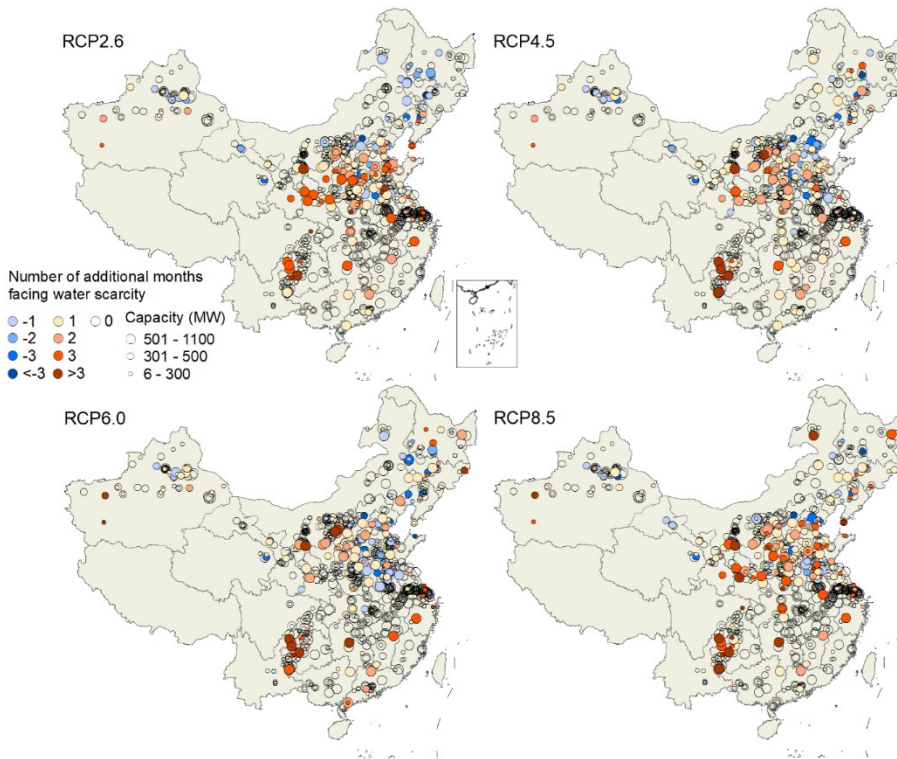 RCP2.6
RCP4.5
Number of additional months
facing water scarcity
-1 1 0 Capacity (MW)
-2 2 501 - 1100
-3 3 301 - 500
<-3 >3 6 - 300
RCP6.0
RCP8.5